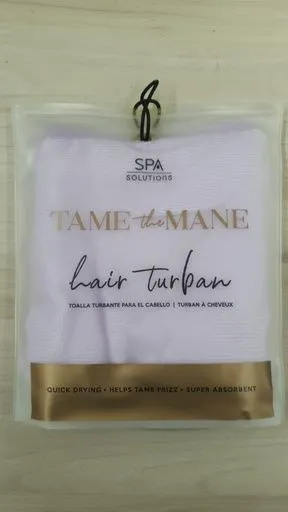 SPA
SOLUTIONS
TAME the MANE
hair turban
TOALLA TURBANTE PARA EL CABELLO | TURBAN À CHEVEUX
QUICK DRYING • HELPS TAME FRIZZ • SUPER ABSORBENT